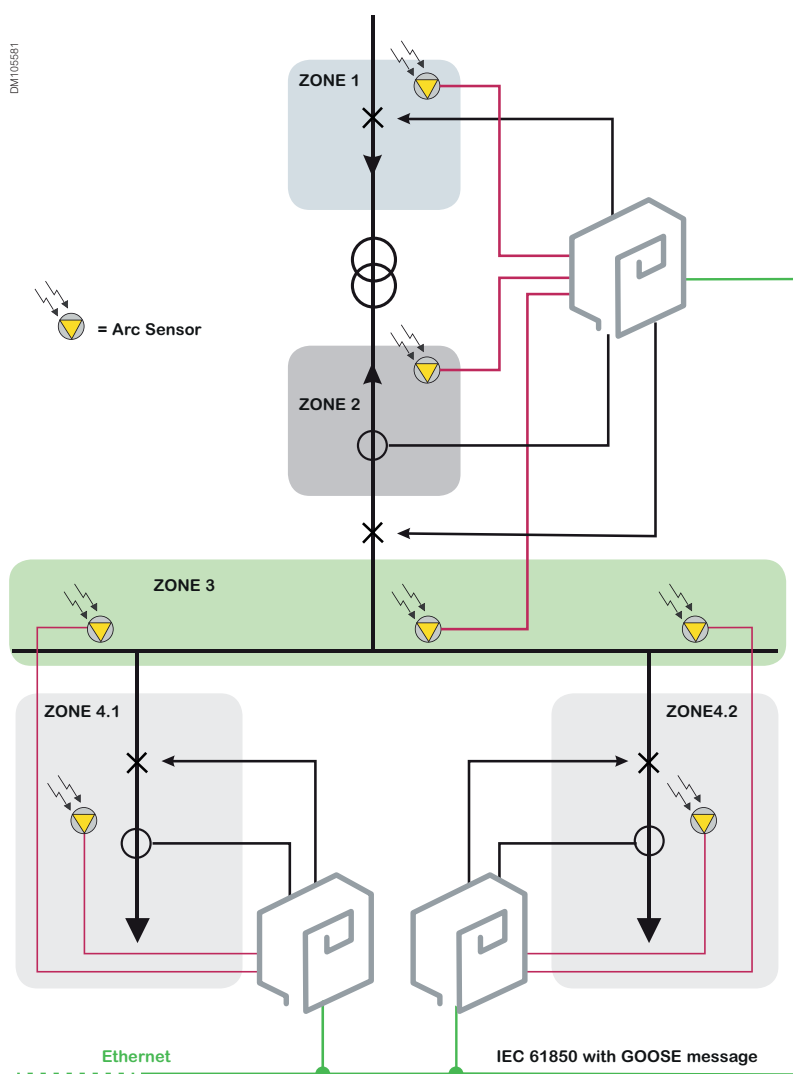 DM105581
ZONE 1
= Arc Sensor
ZONE 2
ZONE 3
ZONE 4.1
ZONE4.2
Ethernet
IEC 61850 with GOOSE message